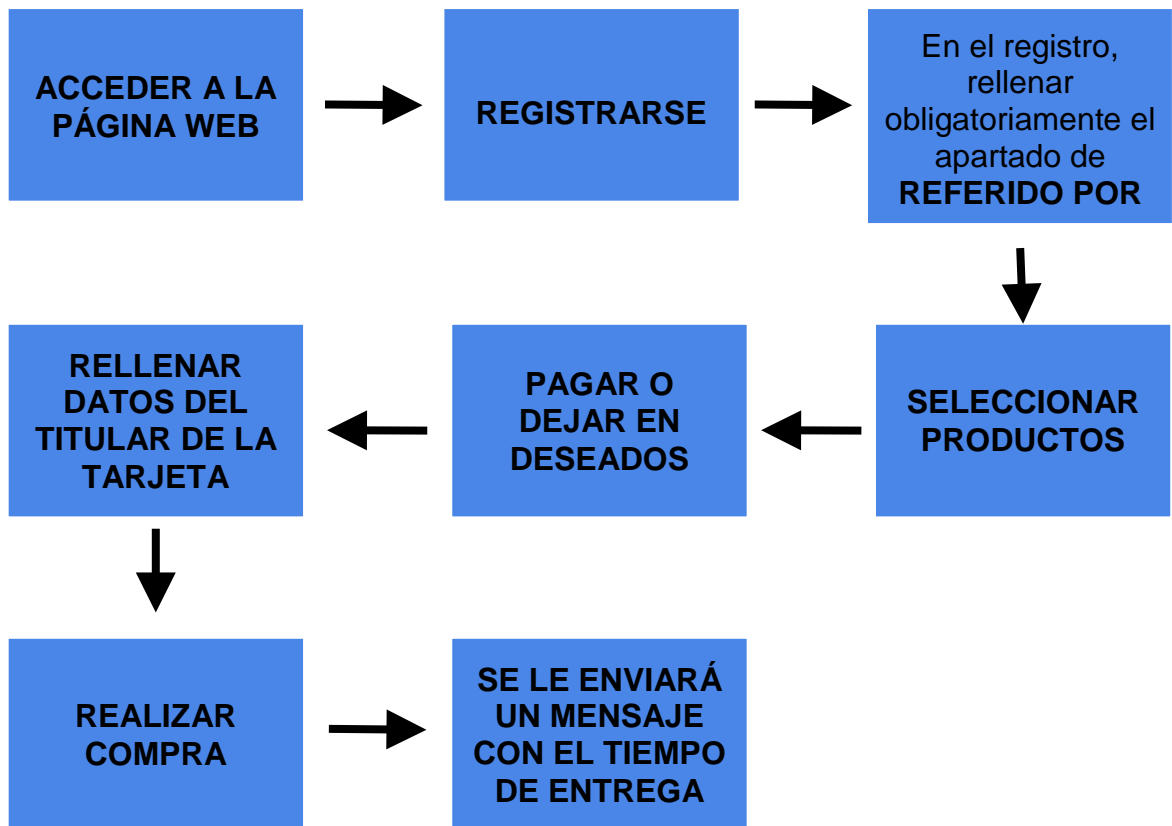 ACCEDER A LA
PÁGINA WEB
REGISTRARSE
En el registro,
rellenar
obligatoriamente el
apartado de
REFERIDO POR
SELECCIONAR
PRODUCTOS
PAGAR O
DEJAR EN
DESEADOS
RELLENAR
DATOS DEL
TITULAR DE LA
TARJETA
REALIZAR
COMPRA
SE LE ENVIARÁ
UN MENSAJE
CON EL TIEMPO
DE ENTREGA